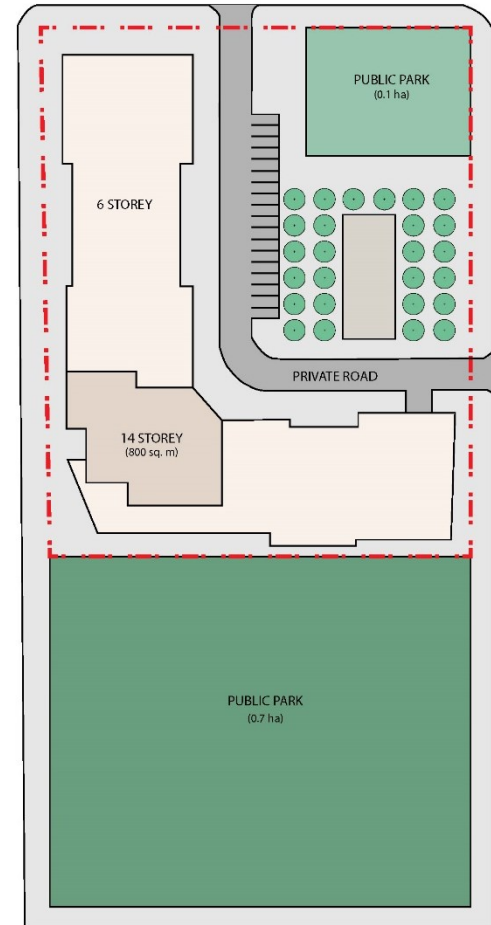 PUBLIC PARK
(0.1 ha)
6 STOREY
PRIVATE ROAD
14 STOREY
(800 sq. m)
PUBLIC PARK
(0.7 ha)